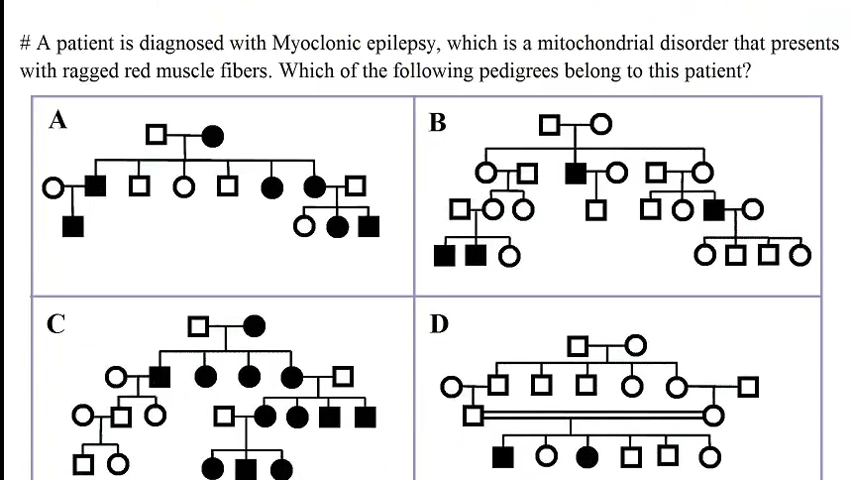 # A patient is diagnosed with Myoclonic epilepsy, which is a mitochondrial disorder that presents
with ragged red muscle fibers. Which of the following pedigrees belong to this patient?
A
B
C
D